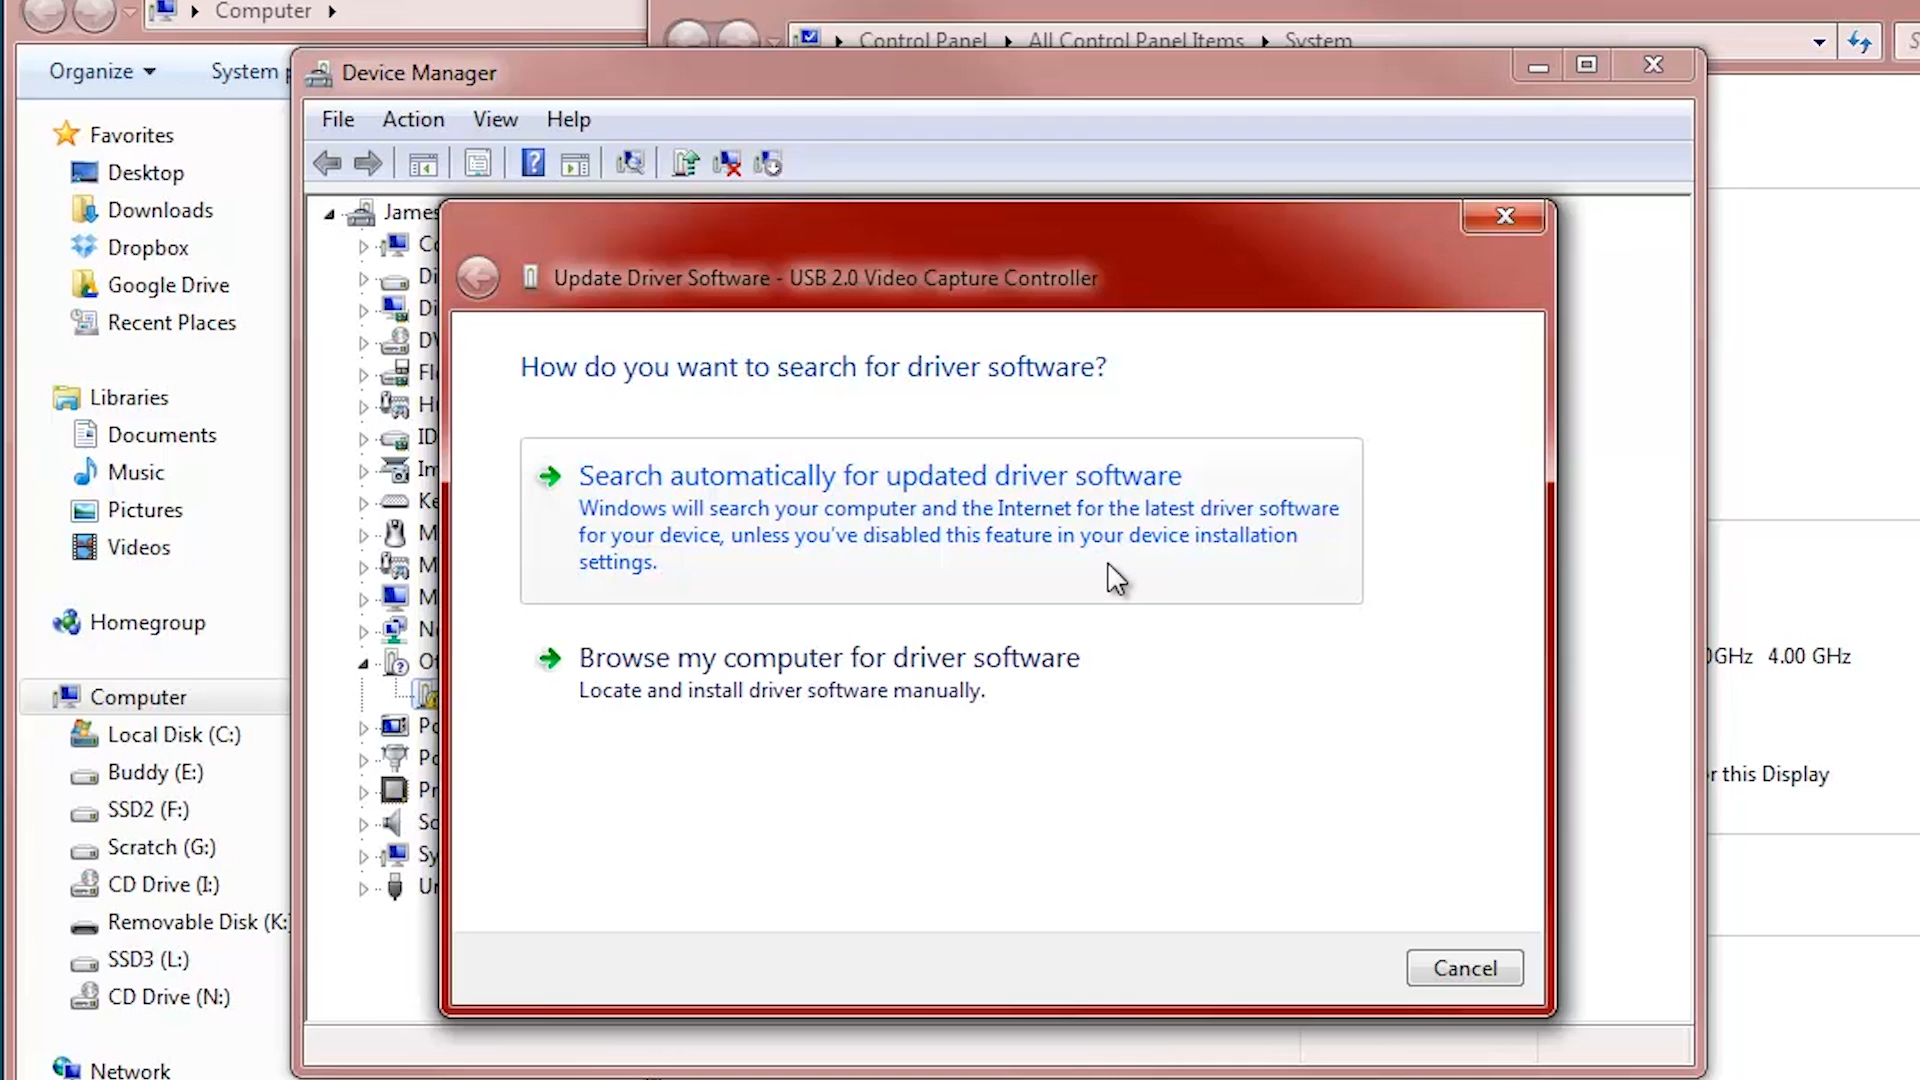 Computer
Control Panel
All Control Panel Items
System
Organize
System p
Device Manager
File
Action
View
Help
Favorites
Desktop
Downloads
Dropbox
Google Drive
Recent Places
Libraries
Documents
Music
Pictures
Videos
Homegroup
Computer
Local Disk (C:)
Buddy (E:)
SSD2 (F:)
Scratch (G:)
CD Drive (I:)
Removable Disk (K:)
SSD3 (L:)
CD Drive (N:)
Network
James
Update Driver Software - USB 2.0 Video Capture Controller
How do you want to search for driver software?
Search automatically for updated driver software
Windows will search your computer and the Internet for the latest driver software
for your device, unless you've disabled this feature in your device installation
settings.
Browse my computer for driver software
Locate and install driver software manually.
Cancel
0GHz 4.00 GHz
r this Display